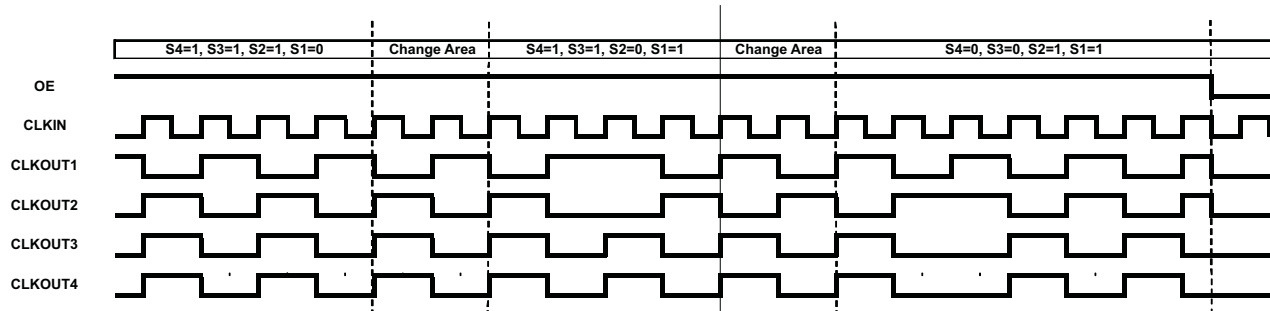 S4=1, S3=1, S2=1, S1=0 Change Area S4=1, S3=1, S2=0, S1=1 Change Area S4=0, S3=0, S2=1, S1=1
OE
CLKIN
CLKOUT1
CLKOUT2
CLKOUT3
CLKOUT4